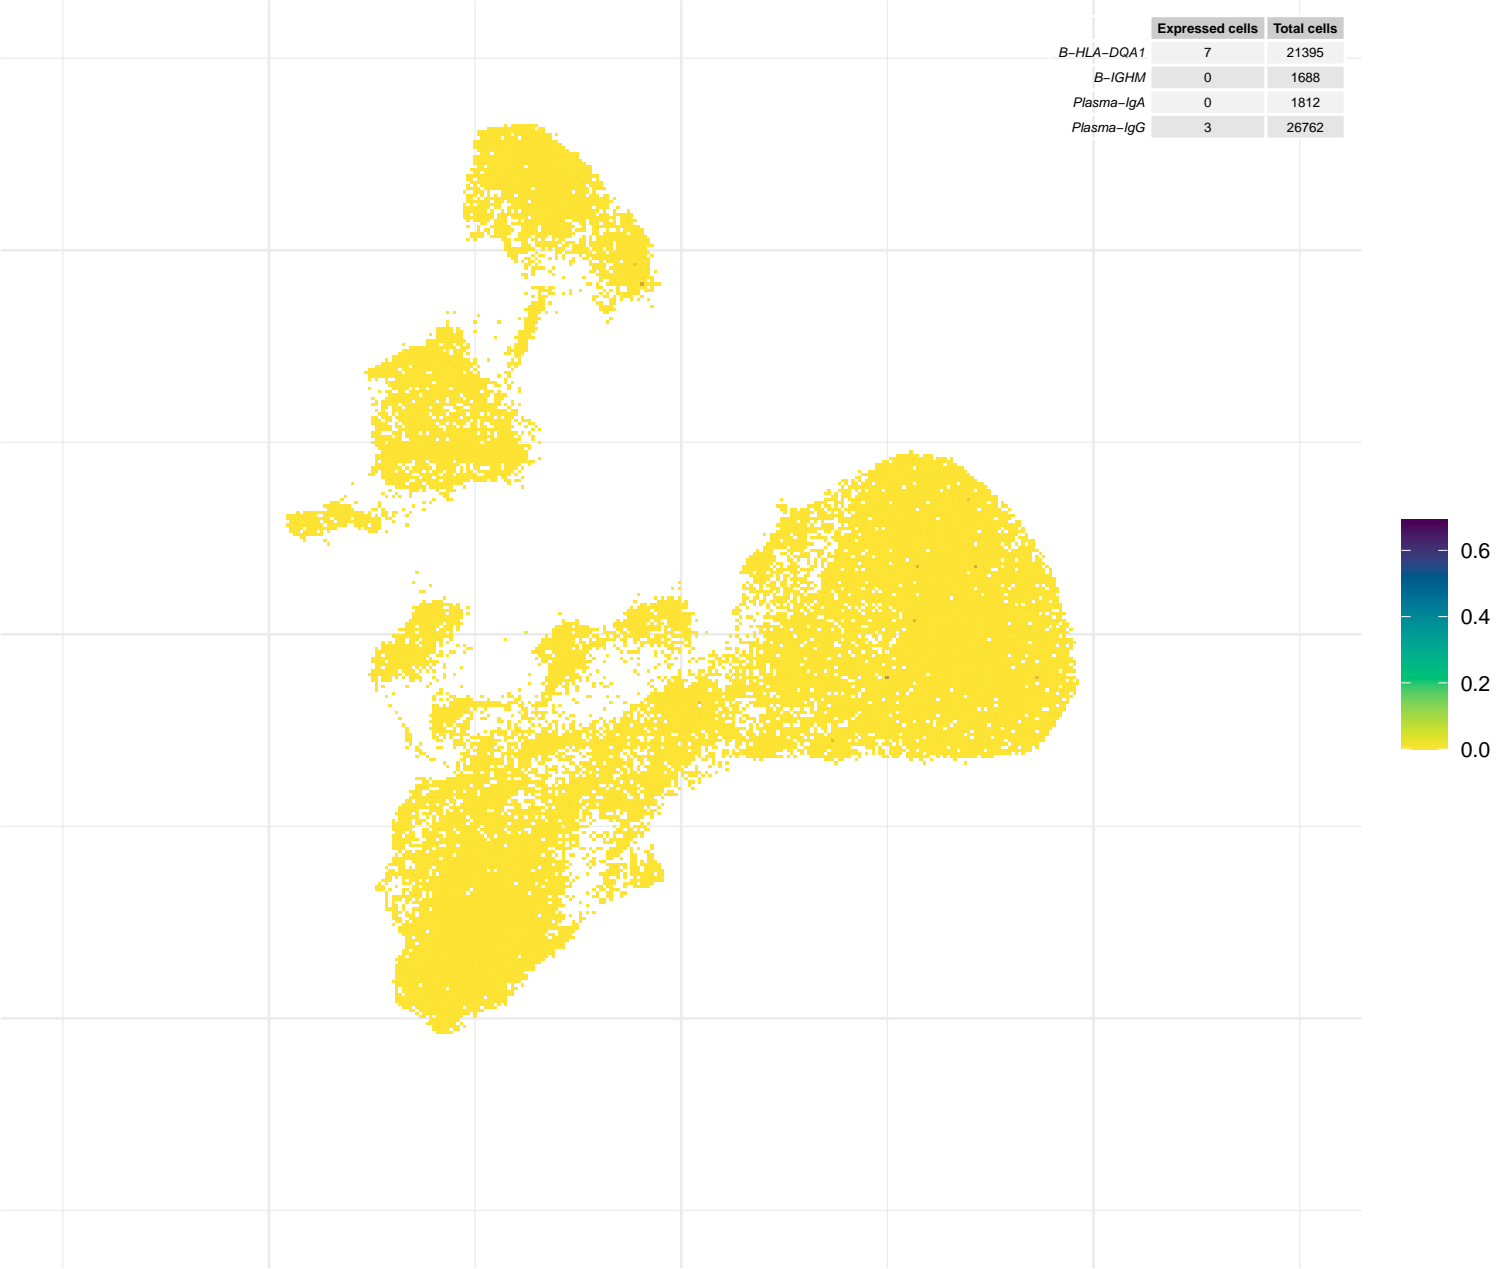 Expressed cells Total cells
B−HLA−DQA1 7 21395
B−IGHM 0 1688
Plasma−IgA 0 1812
Plasma−IgG 3 26762
0.6
0.4
0.2
0.0